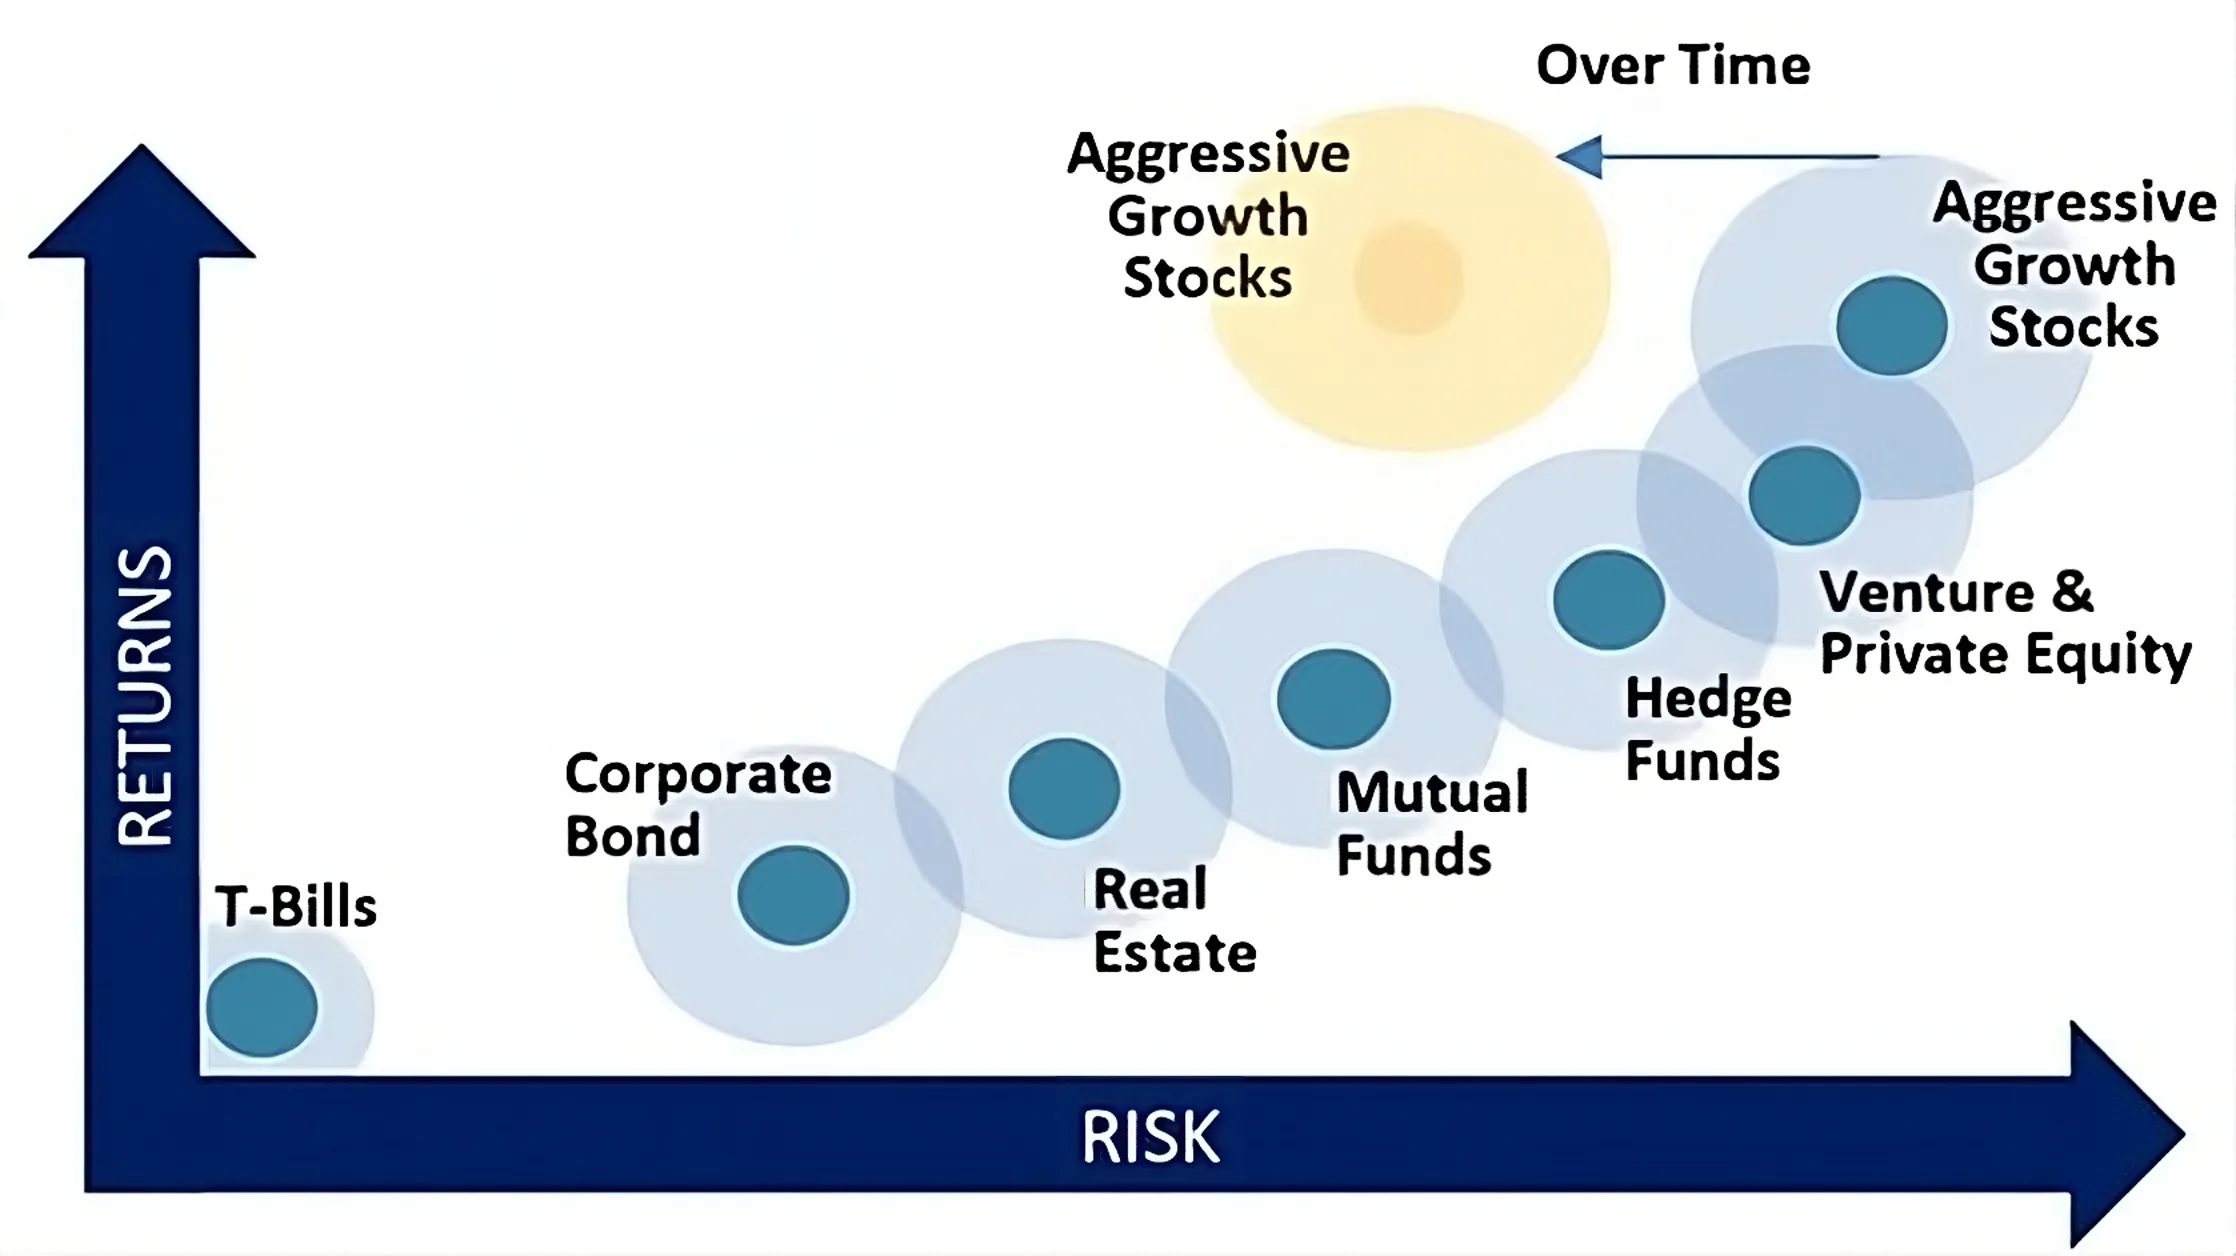 Over Time
Aggressive
Growth
Stocks
Aggressive
Growth
Stocks
Venture &
Private Equity
Hedge
Funds
Mutual
Funds
Corporate
Bond
Real
Estate
T-Bills
RETURNS
RISK